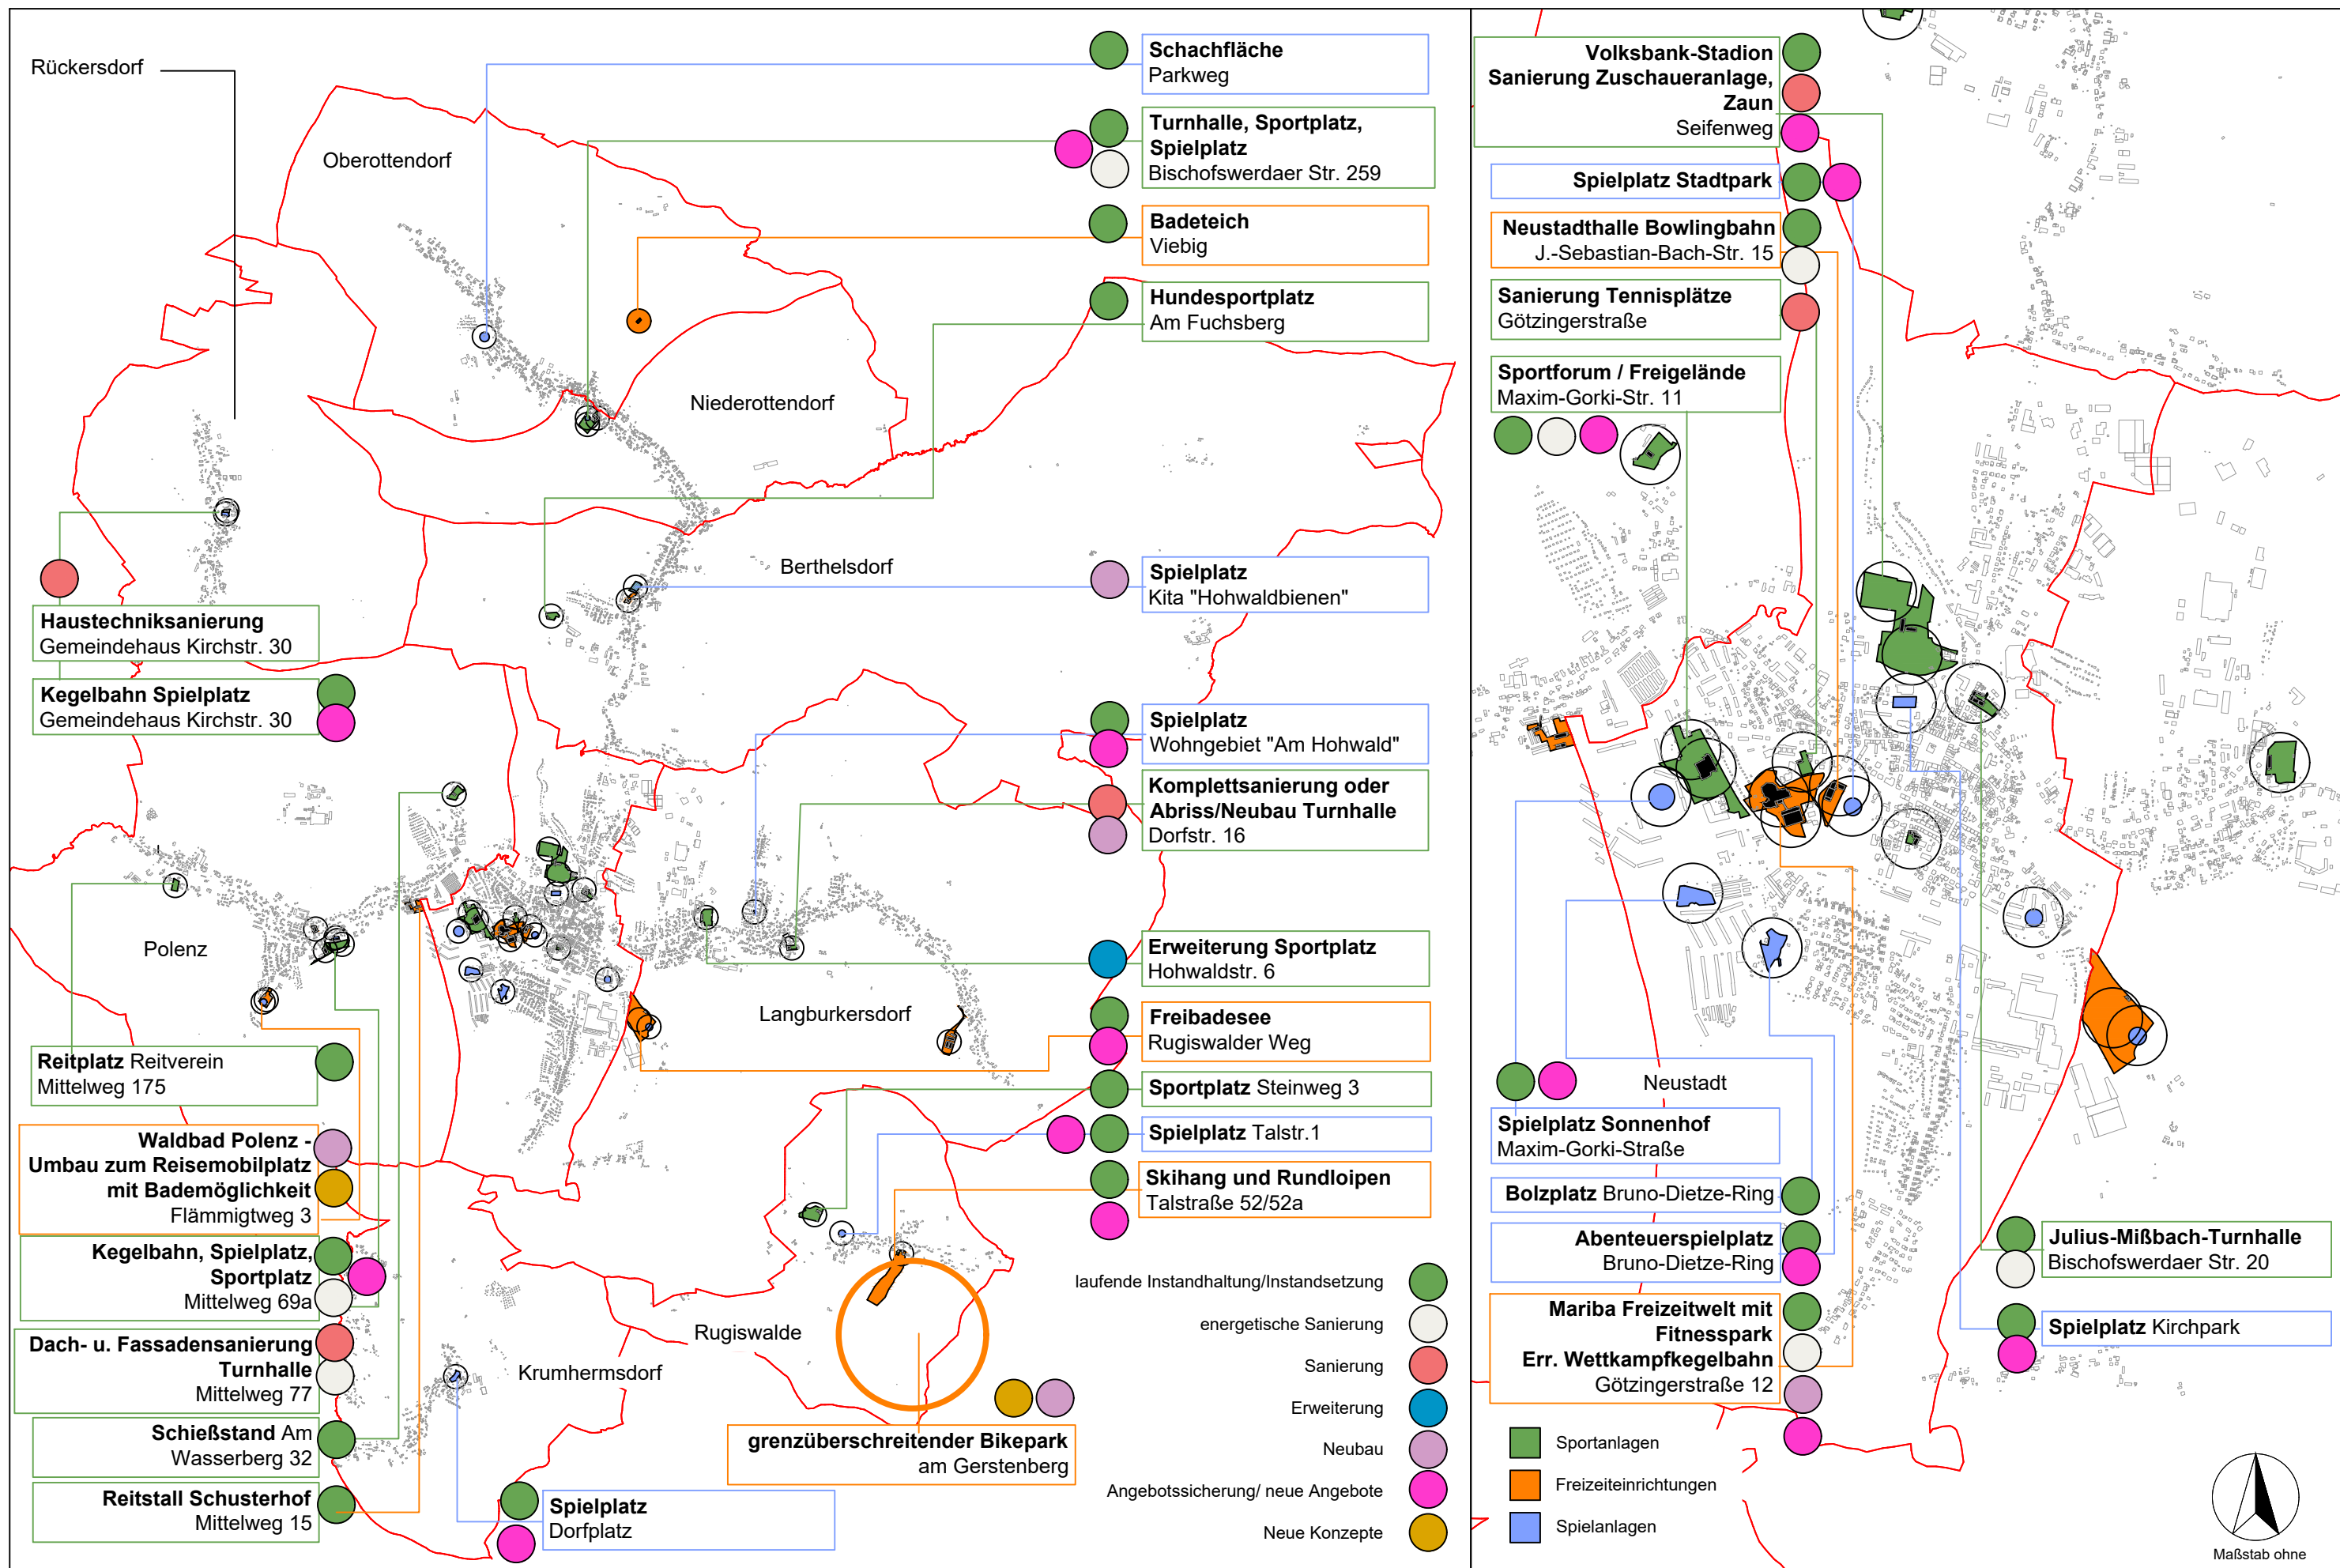 Rückersdorf
Oberottendorf
Niederottendorf
Berthelsdorf
Polenz
Langburkersdorf
Rugiswalde
Krumhermsdorf
Schachfläche
Parkweg
Turnhalle, Sportplatz,
Spielplatz
Bischofswerdaer Str. 259
Badeteich
Viebig
Hundesportplatz
Am Fuchsberg
Spielplatz
Kita "Hohwaldbienen"
Spielplatz
Wohngebiet "Am Hohwald"
Komplettsanierung oder
Abriss/Neubau Turnhalle
Dorfstr. 16
Erweiterung Sportplatz
Hohwaldstr. 6
Freibadesee
Rugiswalder Weg
Sportplatz Steinweg 3
Spielplatz Talstr.1
Skihang und Rundloipen
Talstraße 52/52a
Haustechniksanierung
Gemeindehaus Kirchstr. 30
Kegelbahn Spielplatz
Gemeindehaus Kirchstr. 30
Reitplatz Reitverein
Mittelweg 175
Waldbad Polenz -
Umbau zum Reisemobilplatz
mit Bademöglichkeit
Flämmigtweg 3
Kegelbahn, Spielplatz,
Sportplatz
Mittelweg 69a
Dach- u. Fassadensanierung
Turnhalle
Mittelweg 77
Schießstand Am
Wasserberg 32
Reitstall Schusterhof
Mittelweg 15
Spielplatz
Dorfplatz
grenzüberschreitender Bikepark
am Gerstenberg
laufende Instandhaltung/Instandsetzung
energetische Sanierung
Sanierung
Erweiterung
Neubau
Angebotssicherung/ neue Angebote
Neue Konzepte
Volksbank-Stadion
Sanierung Zuschaueranlage,
Zaun
Seifenweg
Spielplatz Stadtpark
Neustadthalle Bowlingbahn
J.-Sebastian-Bach-Str. 15
Sanierung Tennisplätze
Götzingerstraße
Sportforum / Freigelände
Maxim-Gorki-Str. 11
Neustadt
Spielplatz Sonnenhof
Maxim-Gorki-Straße
Bolzplatz Bruno-Dietze-Ring
Abenteuerspielplatz
Bruno-Dietze-Ring
Mariba Freizeitwelt mit
Fitnesspark
Err. Wettkampfkegelbahn
Götzingerstraße 12
Julius-Mißbach-Turnhalle
Bischofswerdaer Str. 20
Spielplatz Kirchpark
Sportanlagen
Freizeiteinrichtungen
Spielanlagen
Maßstab ohne